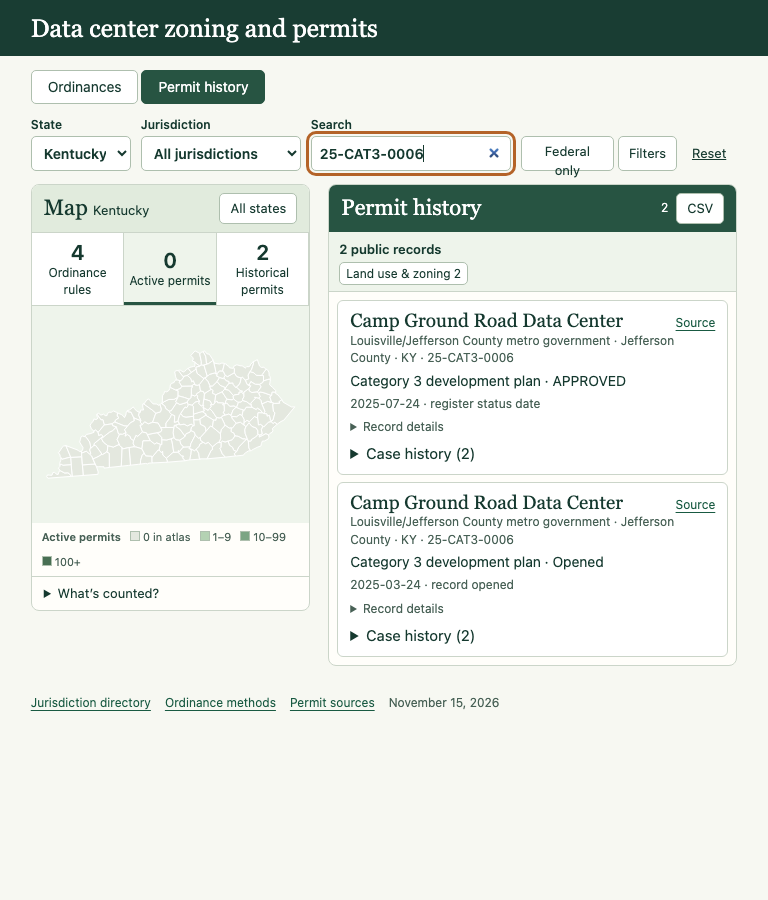 Data center zoning and permits
Ordinances
Permit history
State
Jurisdiction
Search
Kentucky
All jurisdictions
25-CAT3-0006
Federal
only
Filters
Reset
Map Kentucky
All states
4
Ordinance
rules
0
Active permits
2
Historical
permits
Active permits 0 in atlas 1–9 10–99
100+
What's counted?
Permit history
2
CSV
2 public records
Land use & zoning 2
Camp Ground Road Data Center
Source
Louisville/Jefferson County metro government · Jefferson
County · KY · 25-CAT3-0006
Category 3 development plan · APPROVED
2025-07-24 · register status date
Record details
Case history (2)
Camp Ground Road Data Center
Source
Louisville/Jefferson County metro government · Jefferson
County · KY · 25-CAT3-0006
Category 3 development plan · Opened
2025-03-24 · record opened
Record details
Case history (2)
Jurisdiction directory Ordinance methods Permit sources November 15, 2026